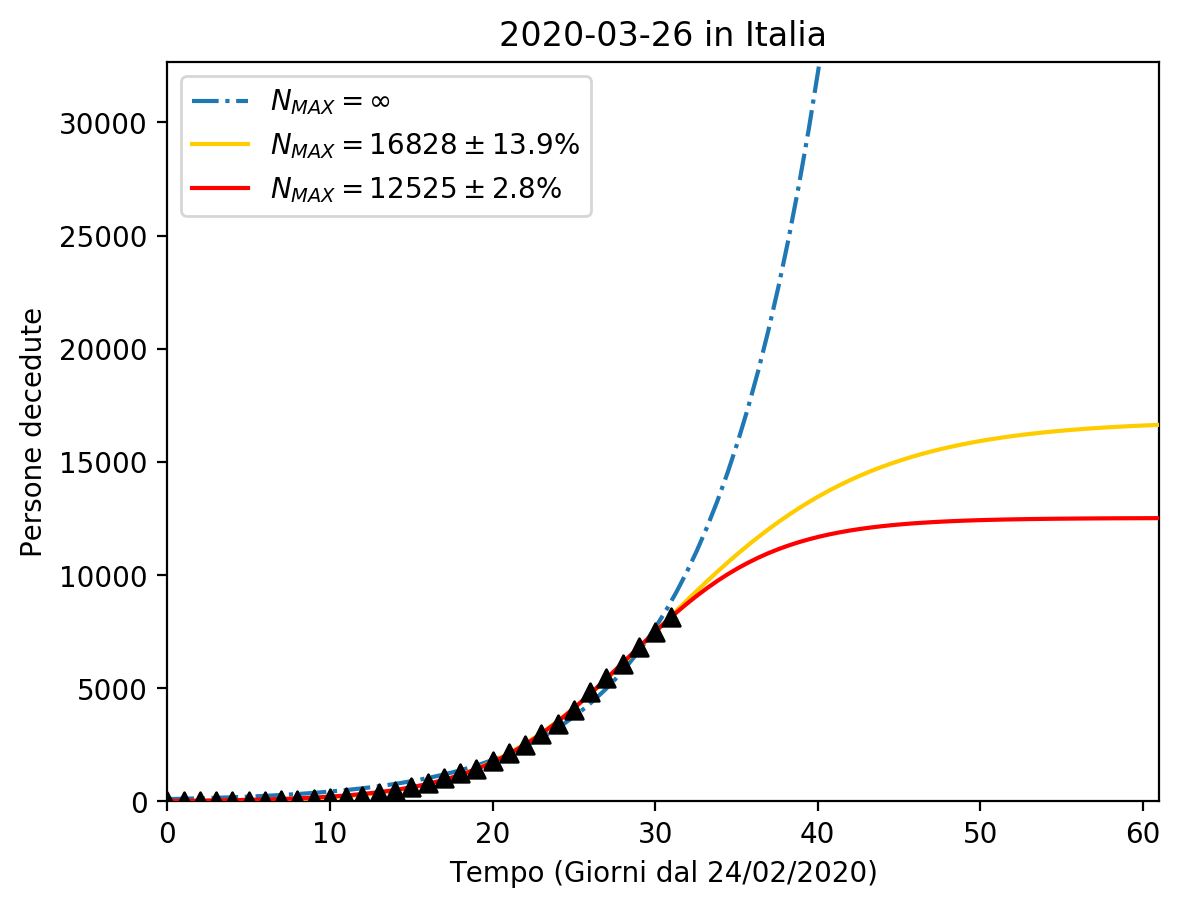 2020-03-26 in Italia
N_MAX = ∞
N_MAX = 16828 ± 13.9%
N_MAX = 12525 ± 2.8%
30000
25000
20000
15000
10000
5000
0
Persone decedute
0 10 20 30 40 50 60
Tempo (Giorni dal 24/02/2020)